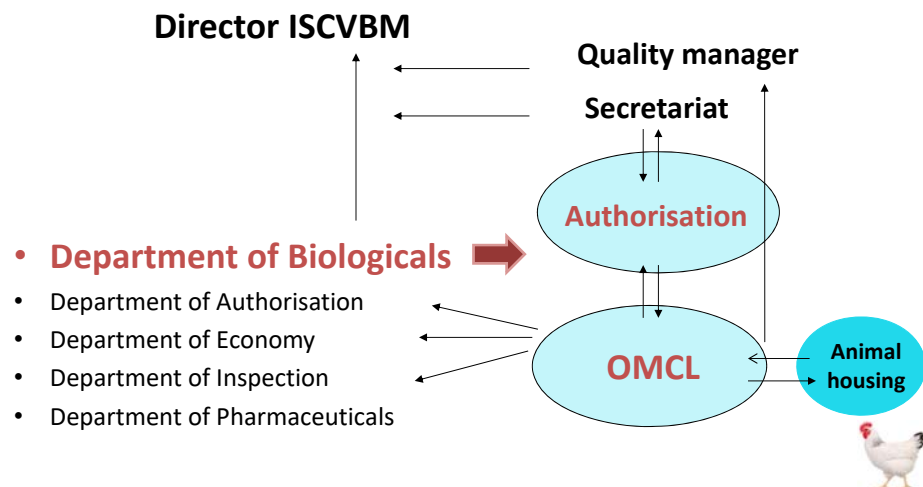 Director ISCVBM
Quality manager
Secretariat
Authorisation
• Department of Biologicals
• Department of Authorisation
• Department of Economy
• Department of Inspection
• Department of Pharmaceuticals
OMCL
Animal
housing